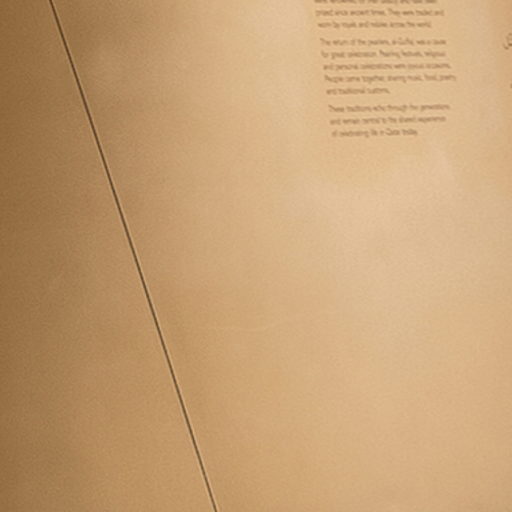 prized since ancient times. They were traded and
worn by royals and nobles across the world.
The return of the pearlers, al-Guffal, was a cause
for great celebration. Pearling festivals, religious
and personal celebrations were joyous occasions.
People came together, sharing music, food, poetry
and traditional customs.
These traditions echo through the generations
and remain central to the shared experience
of celebrating life in Qatar today.